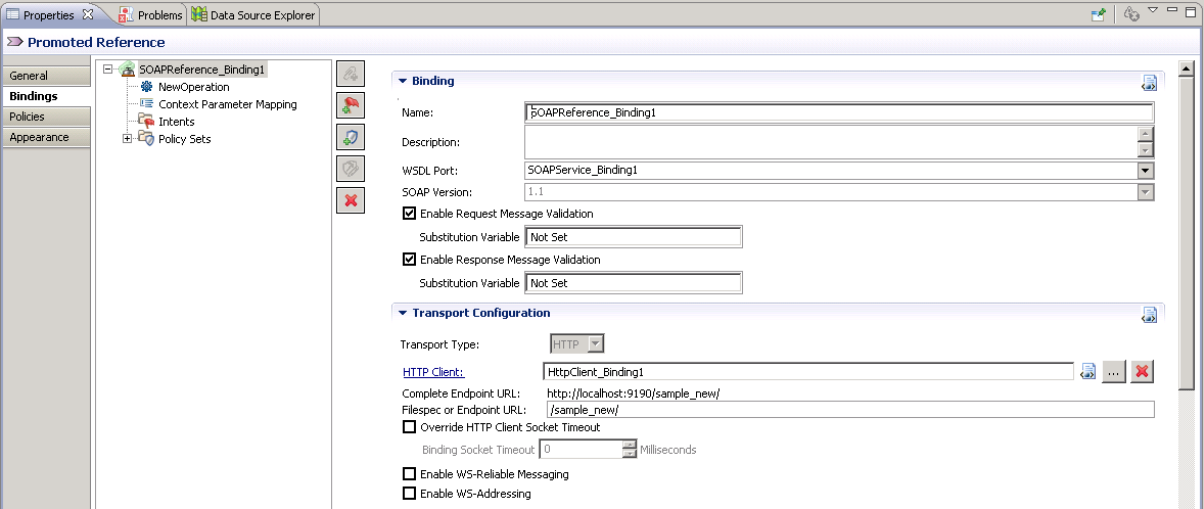 Properties Problems Data Source Explorer
Promoted Reference
General
Bindings
Policies
Appearance
SOAPReference_Binding1
NewOperation
Context Parameter Mapping
Intents
Policy Sets
Binding
Name: SOAPReference_Binding1
Description:
WSDL Port: SOAPService_Binding1
SOAP Version: 1.1
Enable Request Message Validation
Substitution Variable Not Set
Enable Response Message Validation
Substitution Variable Not Set
Transport Configuration
Transport Type: HTTP
HTTP Client: HttpClient_Binding1 ...
Complete Endpoint URL: http://localhost:9190/sample_new/
Filespec or Endpoint URL: /sample_new/
Override HTTP Client Socket Timeout
Binding Socket Timeout 0 Milliseconds
Enable WS-Reliable Messaging
Enable WS-Addressing